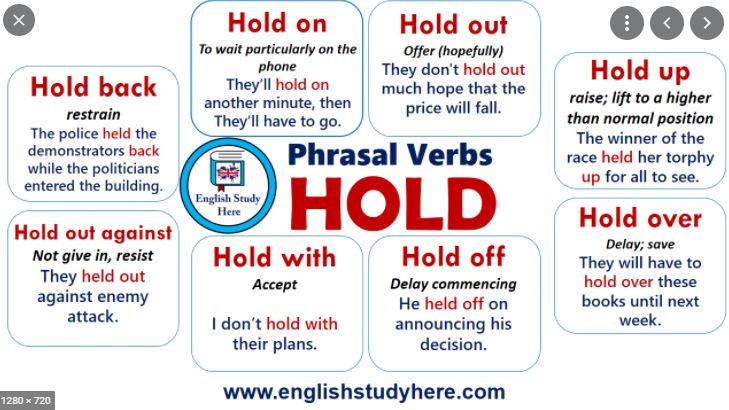 Hold back
restrain
The police held the
demonstrators back
while the politicians
entered the building.
Hold on
To wait particularly on the
phone
They'll hold on
another minute, then
They'll have to go.
Hold out
Offer (hopefully)
They don't hold out
much hope that the
price will fall.
Hold up
raise; lift to a higher
than normal position
The winner of the
race held her torphy
up for all to see.
English Study
Here
Phrasal Verbs
HOLD
Hold out against
Not give in, resist
They held out
against enemy
attack.
Hold with
Accept
I don't hold with
their plans.
Hold off
Delay commencing
He held off on
announcing his
decision.
Hold over
Delay; save
They will have to
hold over these
books until next
week.
www.englishstudyhere.com
1280 × 720